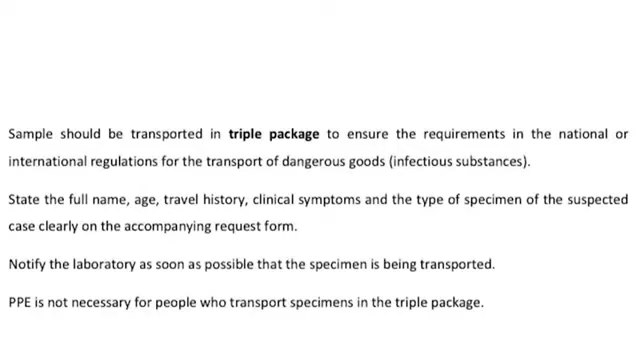 Sample should be transported in triple package to ensure the requirements in the national or
international regulations for the transport of dangerous goods (infectious substances).
State the full name, age, travel history, clinical symptoms and the type of specimen of the suspected
case clearly on the accompanying request form.
Notify the laboratory as soon as possible that the specimen is being transported.
PPE is not necessary for people who transport specimens in the triple package.